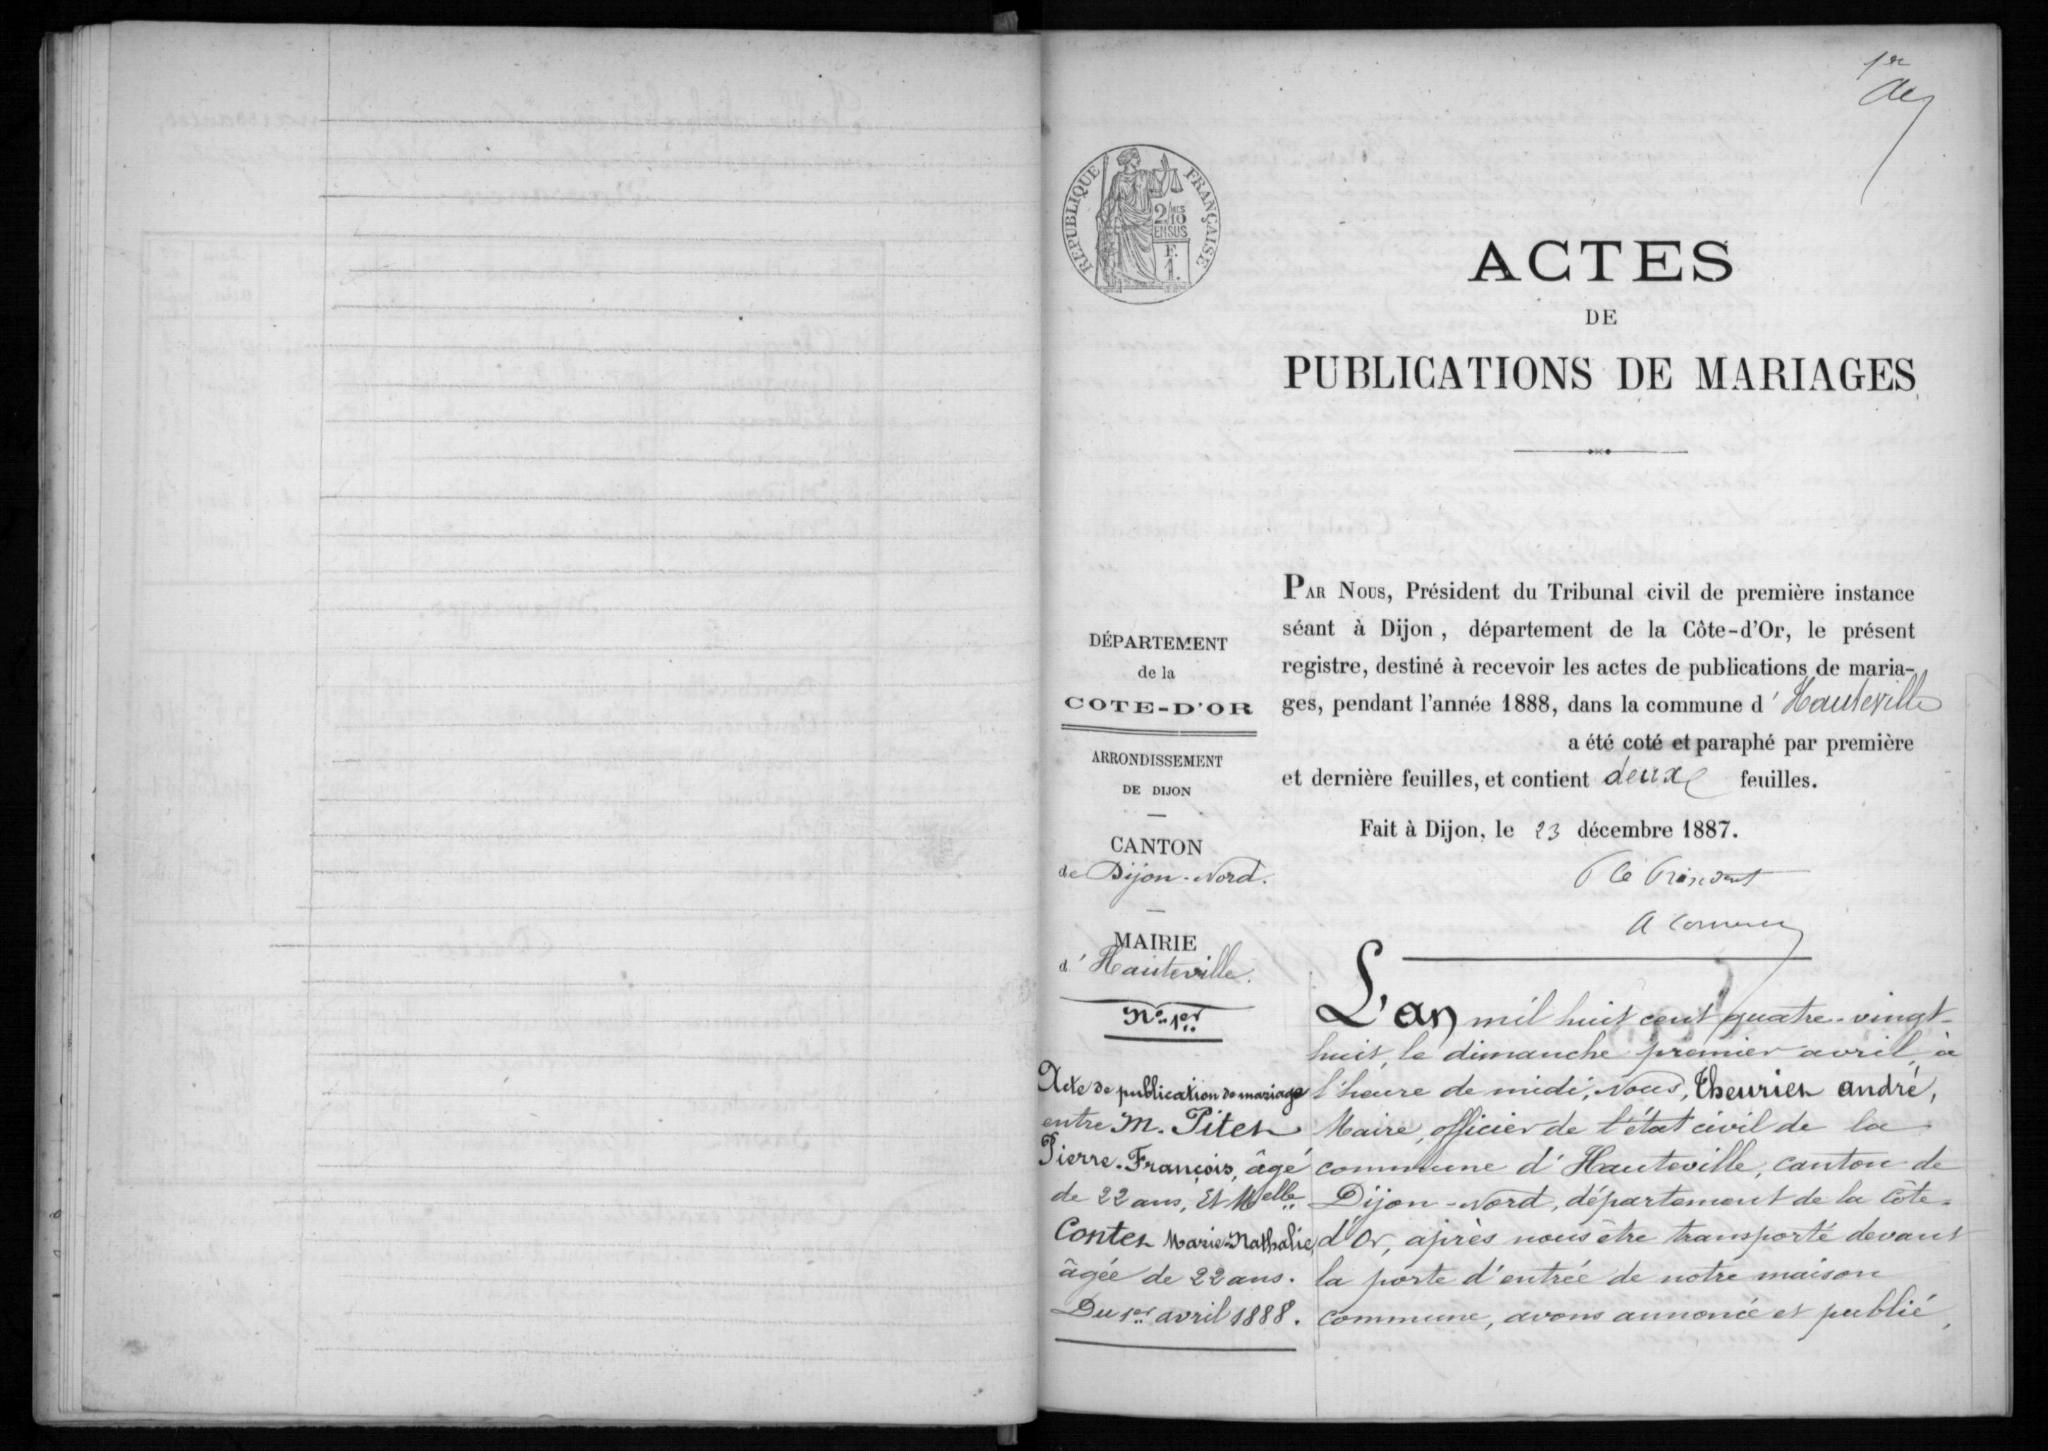 1er
RÉPUBLIQUE FRANÇAISE
2/10MES
EN SUS
F.
1.
ACTES
DE
PUBLICATIONS DE MARIAGES
DÉPARTEMENT
de la
COTE-D'OR
ARRONDISSEMENT
DE DIJON
CANTON
de Dijon-Nord.
MAIRIE
d'Hauteville.
PAR NOUS, Président du Tribunal civil de première instance
séant à Dijon, département de la Côte-d'Or, le présent
registre, destiné à recevoir les actes de publications de maria-
ges, pendant l'année 1888, dans la commune d'Hauteville
a été coté et paraphé par première
et dernière feuilles, et contient deux feuilles.
Fait à Dijon, le 23 décembre 1887.
Le Président
No 1er
Acte de publication de mariage
entre M. Piter
Pierre-François, âgé
de 22 ans, Et Melle
Conter Marie-Nathalie,
âgée de 22 ans.
Du 1er avril 1888.
L'an mil huit cent quatre-vingt-
huit, le dimanche premier avril, à
l'heure de midi, Nous, Theurier andré,
Maire, officier de l'état civil de la
commune d'Hauteville, canton de
Dijon-Nord, département de la Côte-
d'Or, après nous être transporté devant
la porte d'entrée de notre maison
commune, avons annoncé et publié,